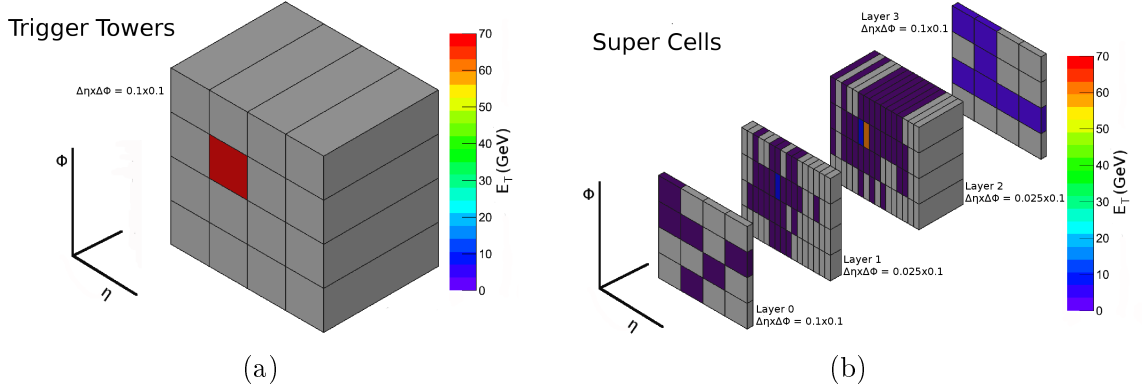 Trigger Towers
ΔηxΔΦ = 0.1x0.1
Φ
η
70
60
50
40
30
20
10
0
E_T (GeV)
(a)
Super Cells
Layer 3
ΔηxΔΦ = 0.1x0.1
Layer 2
ΔηxΔΦ = 0.025x0.1
Layer 1
ΔηxΔΦ = 0.025x0.1
Layer 0
ΔηxΔΦ = 0.1x0.1
Φ
η
70
60
50
40
30
20
10
0
E_T (GeV)
(b)